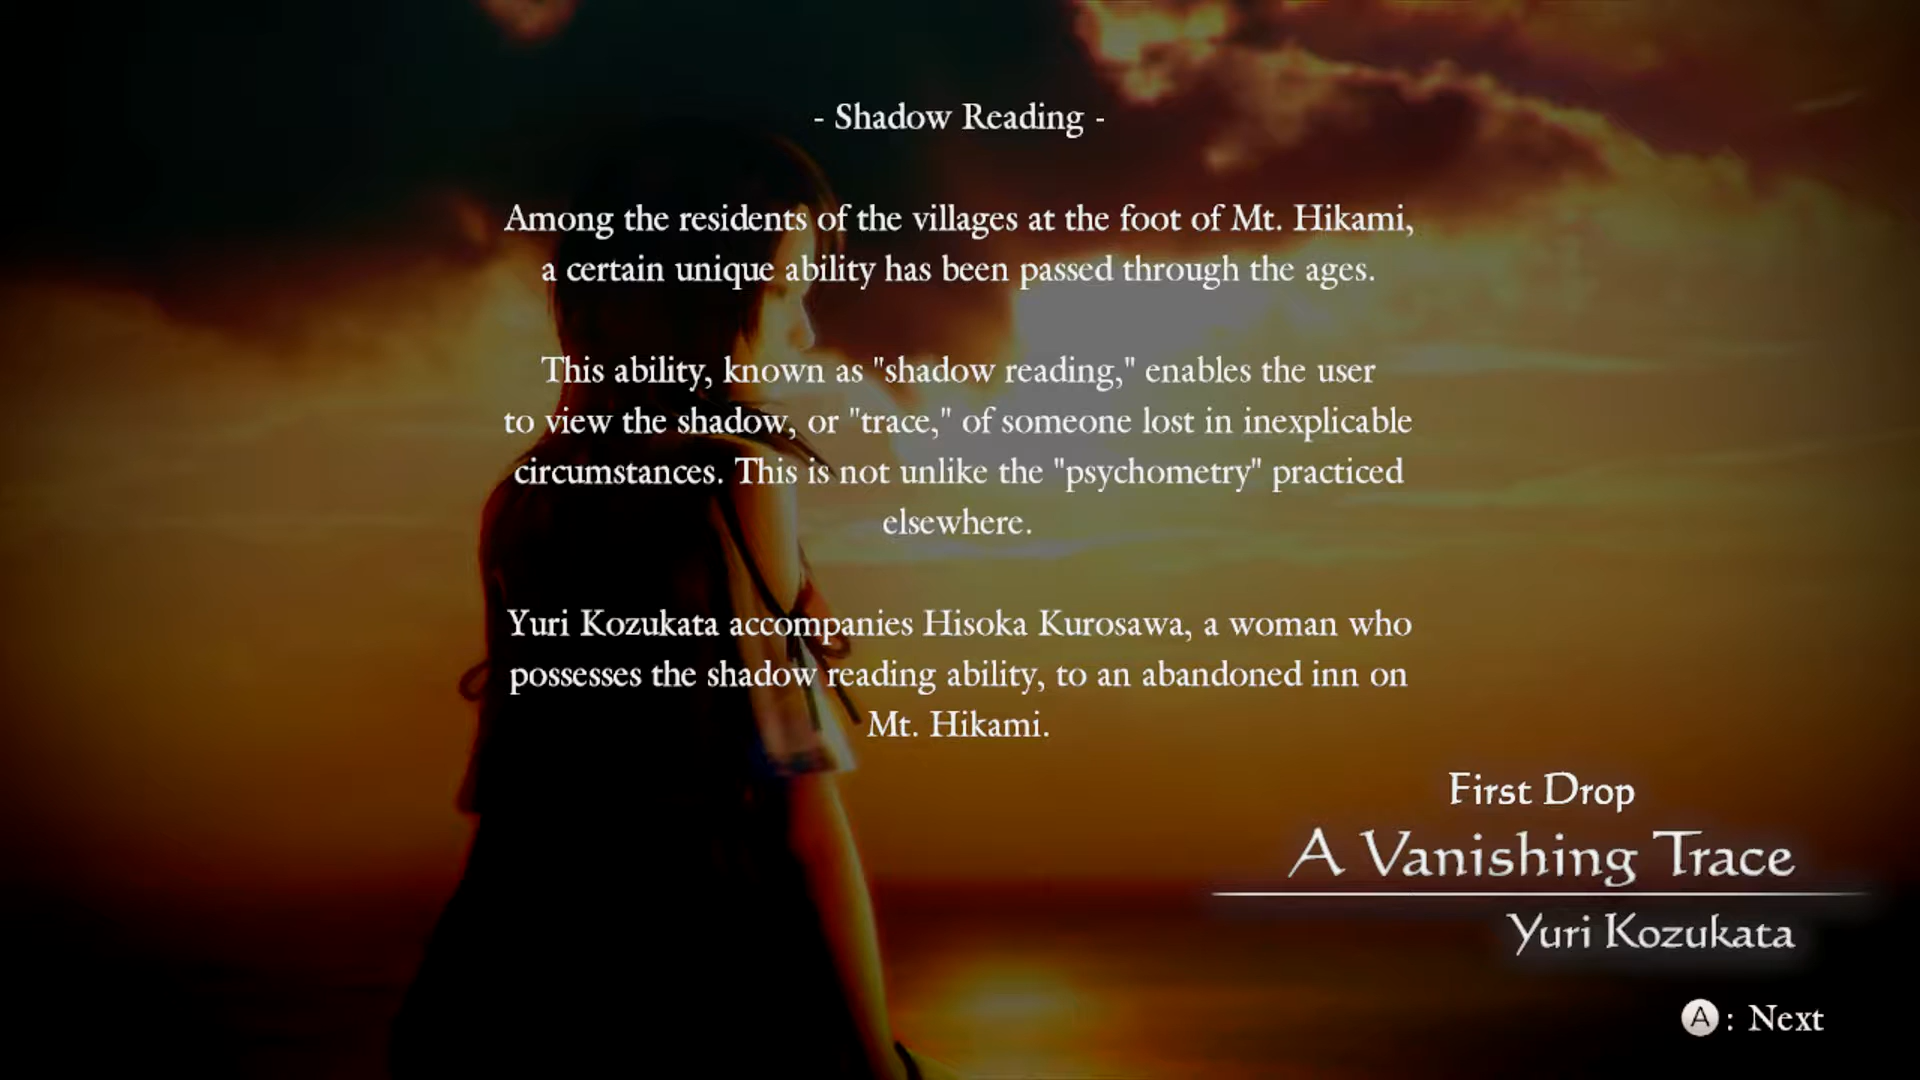 - Shadow Reading -
Among the residents of the villages at the foot of Mt. Hikami,
a certain unique ability has been passed through the ages.
This ability, known as "shadow reading," enables the user
to view the shadow, or "trace," of someone lost in inexplicable
circumstances. This is not unlike the "psychometry" practiced
elsewhere.
Yuri Kozukata accompanies Hisoka Kurosawa, a woman who
possesses the shadow reading ability, to an abandoned inn on
Mt. Hikami.
First Drop
A Vanishing Trace
Yuri Kozukata
A : Next